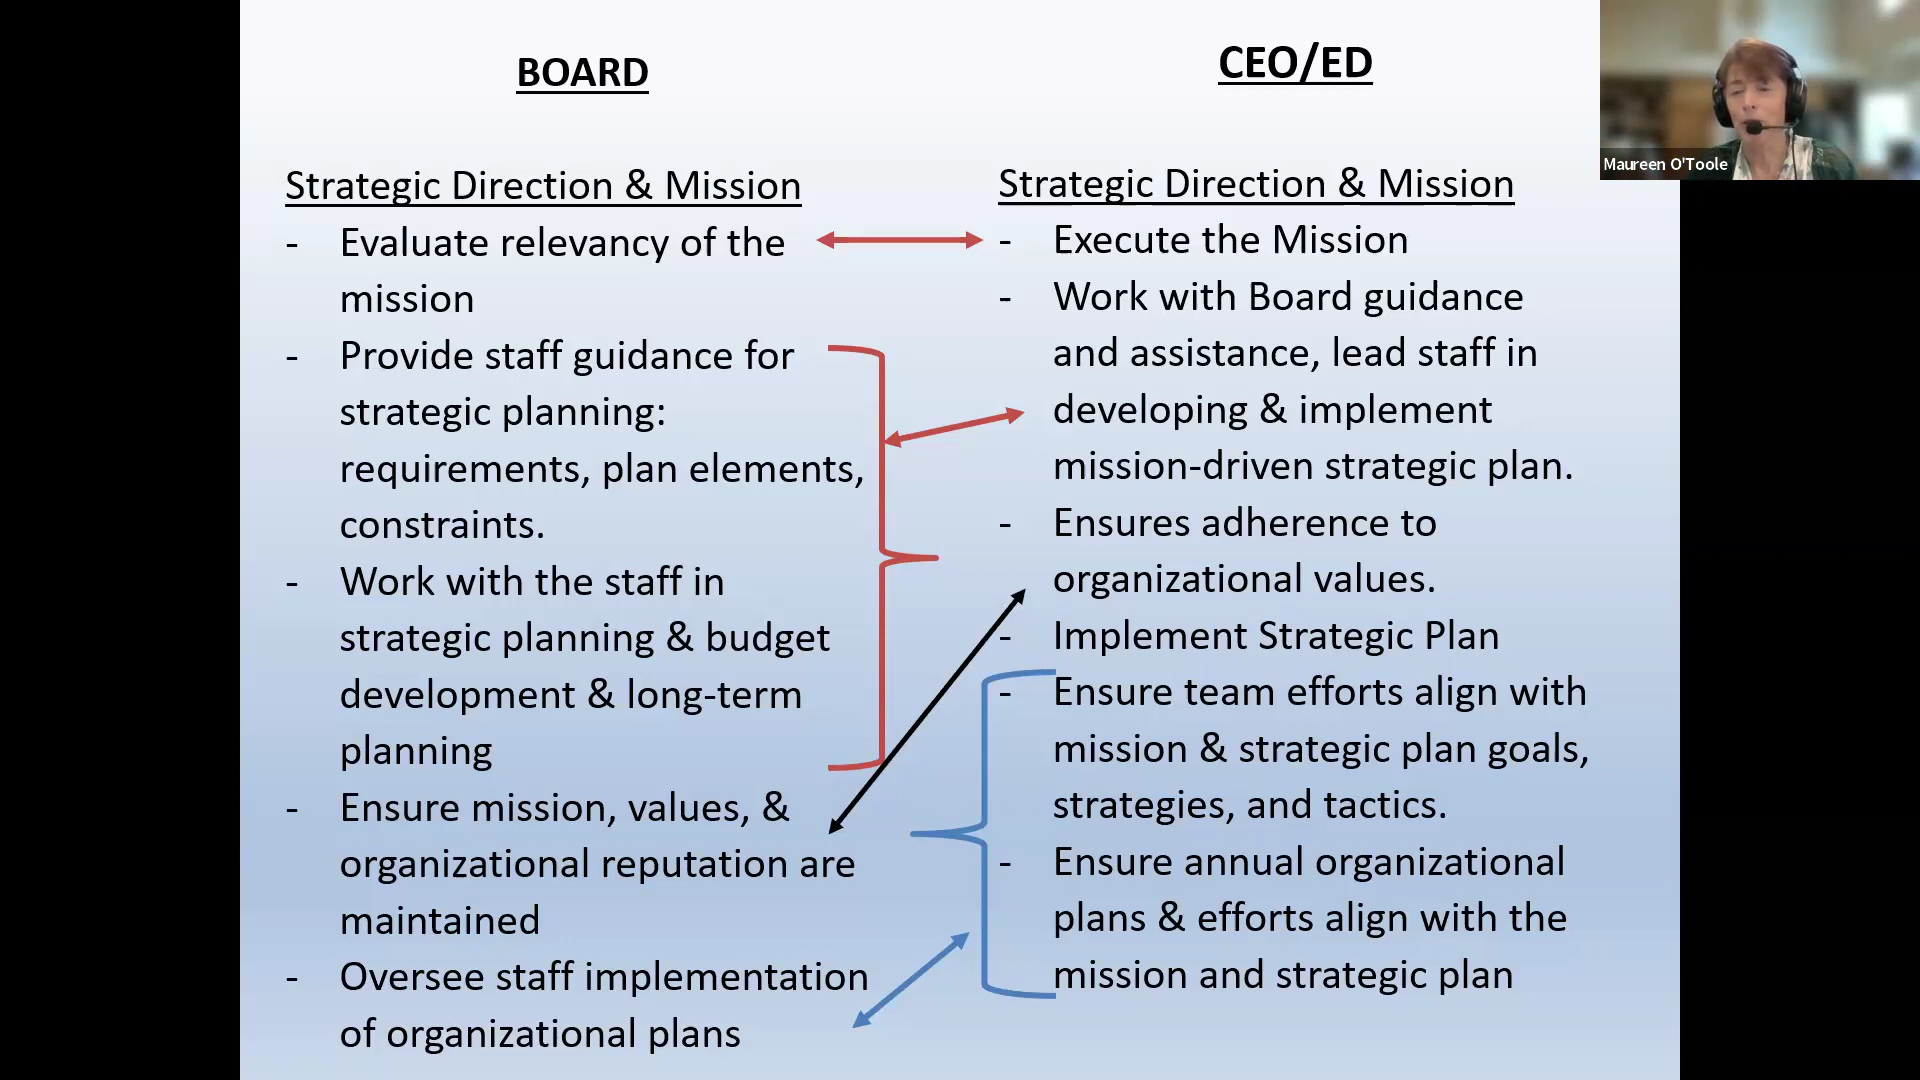 BOARD
Strategic Direction & Mission
- Evaluate relevancy of the
mission
- Provide staff guidance for
strategic planning:
requirements, plan elements,
constraints.
- Work with the staff in
strategic planning & budget
development & long-term
planning
- Ensure mission, values, &
organizational reputation are
maintained
- Oversee staff implementation
of organizational plans
CEO/ED
Strategic Direction & Mission
- Execute the Mission
- Work with Board guidance
and assistance, lead staff in
developing & implement
mission-driven strategic plan.
- Ensures adherence to
organizational values.
- Implement Strategic Plan
- Ensure team efforts align with
mission & strategic plan goals,
strategies, and tactics.
- Ensure annual organizational
plans & efforts align with the
mission and strategic plan
Maureen O'Toole